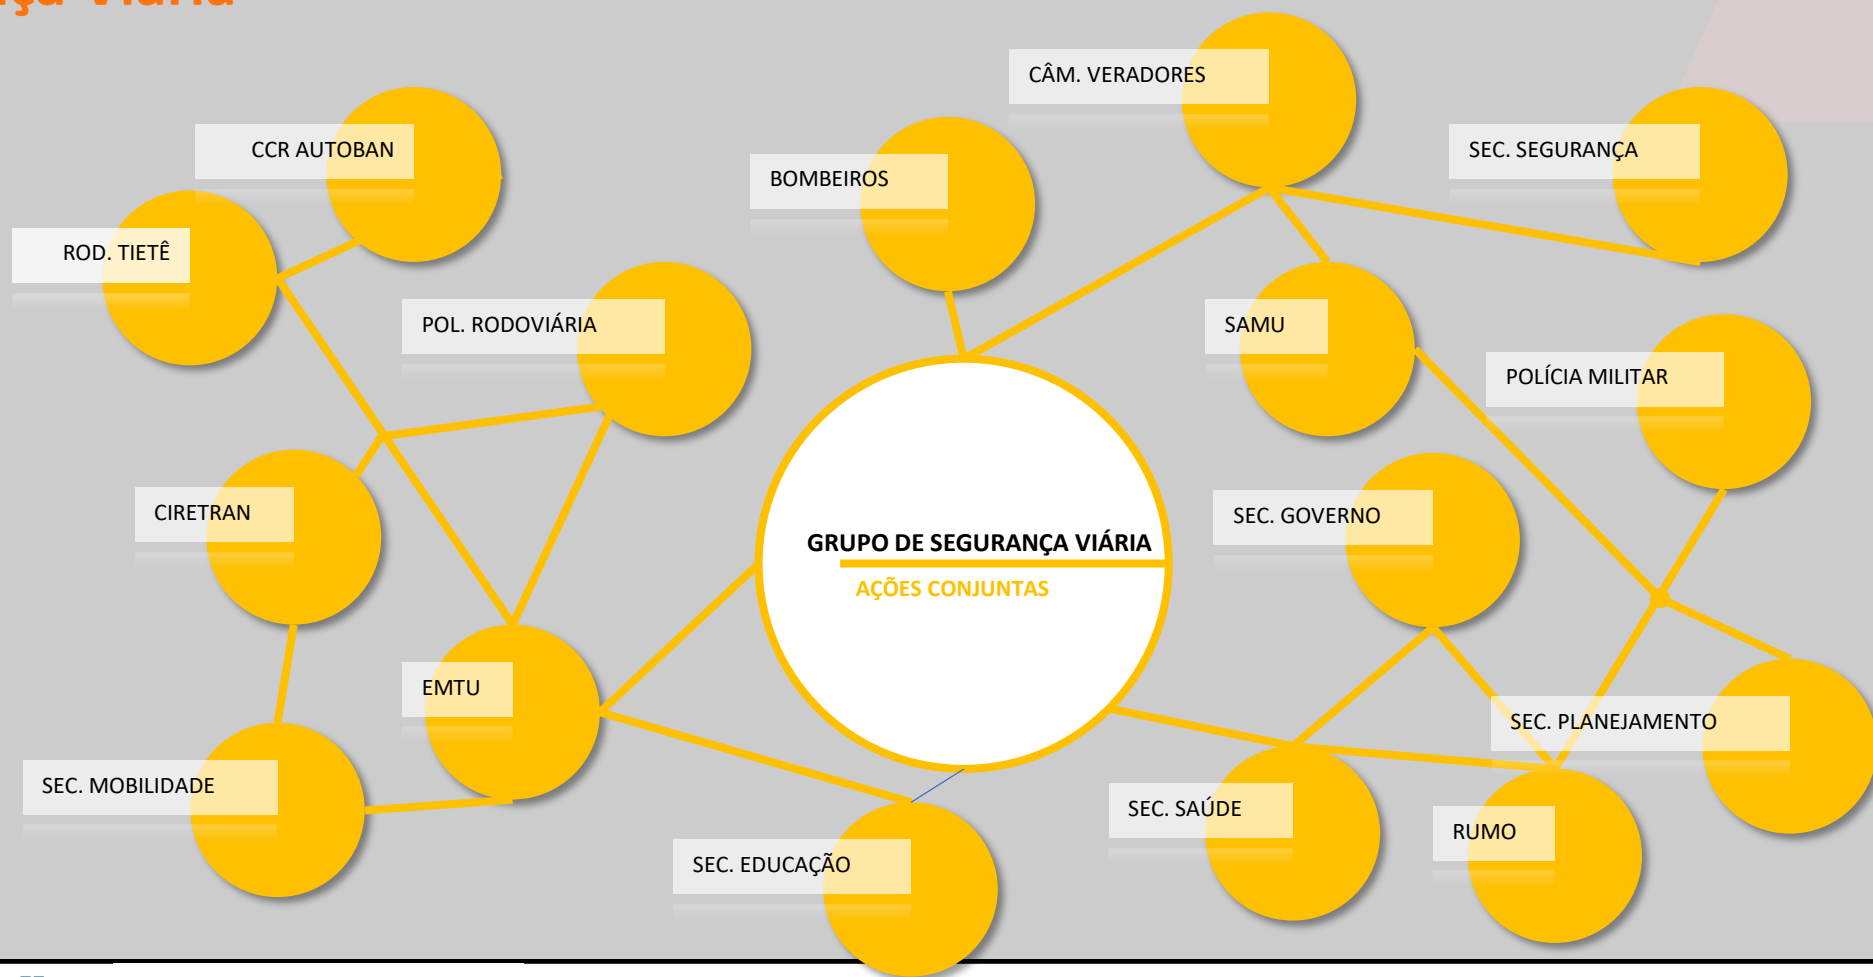 Viária
CÂM. VERADORES
CCR AUTOBAN
SEC. SEGURANÇA
BOMBEIROS
ROD. TIETÊ
POL. RODOVIÁRIA
SAMU
POLÍCIA MILITAR
CIRETRAN
SEC. GOVERNO
GRUPO DE SEGURANÇA VIÁRIA
AÇÕES CONJUNTAS
EMTU
SEC. PLANEJAMENTO
SEC. MOBILIDADE
SEC. SAÚDE
RUMO
SEC. EDUCAÇÃO